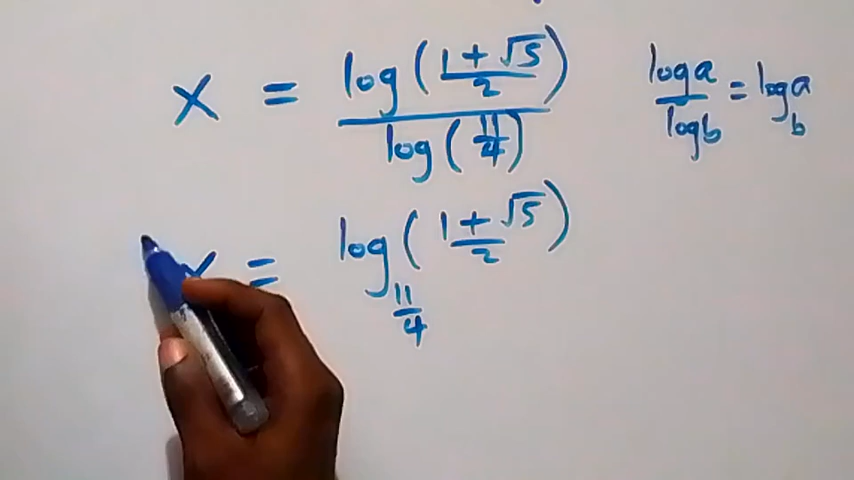 x = log((1 + √5)/2) / log(11/4)
log a / log b = log_b a
x = log_{11/4}((1 + √5)/2)